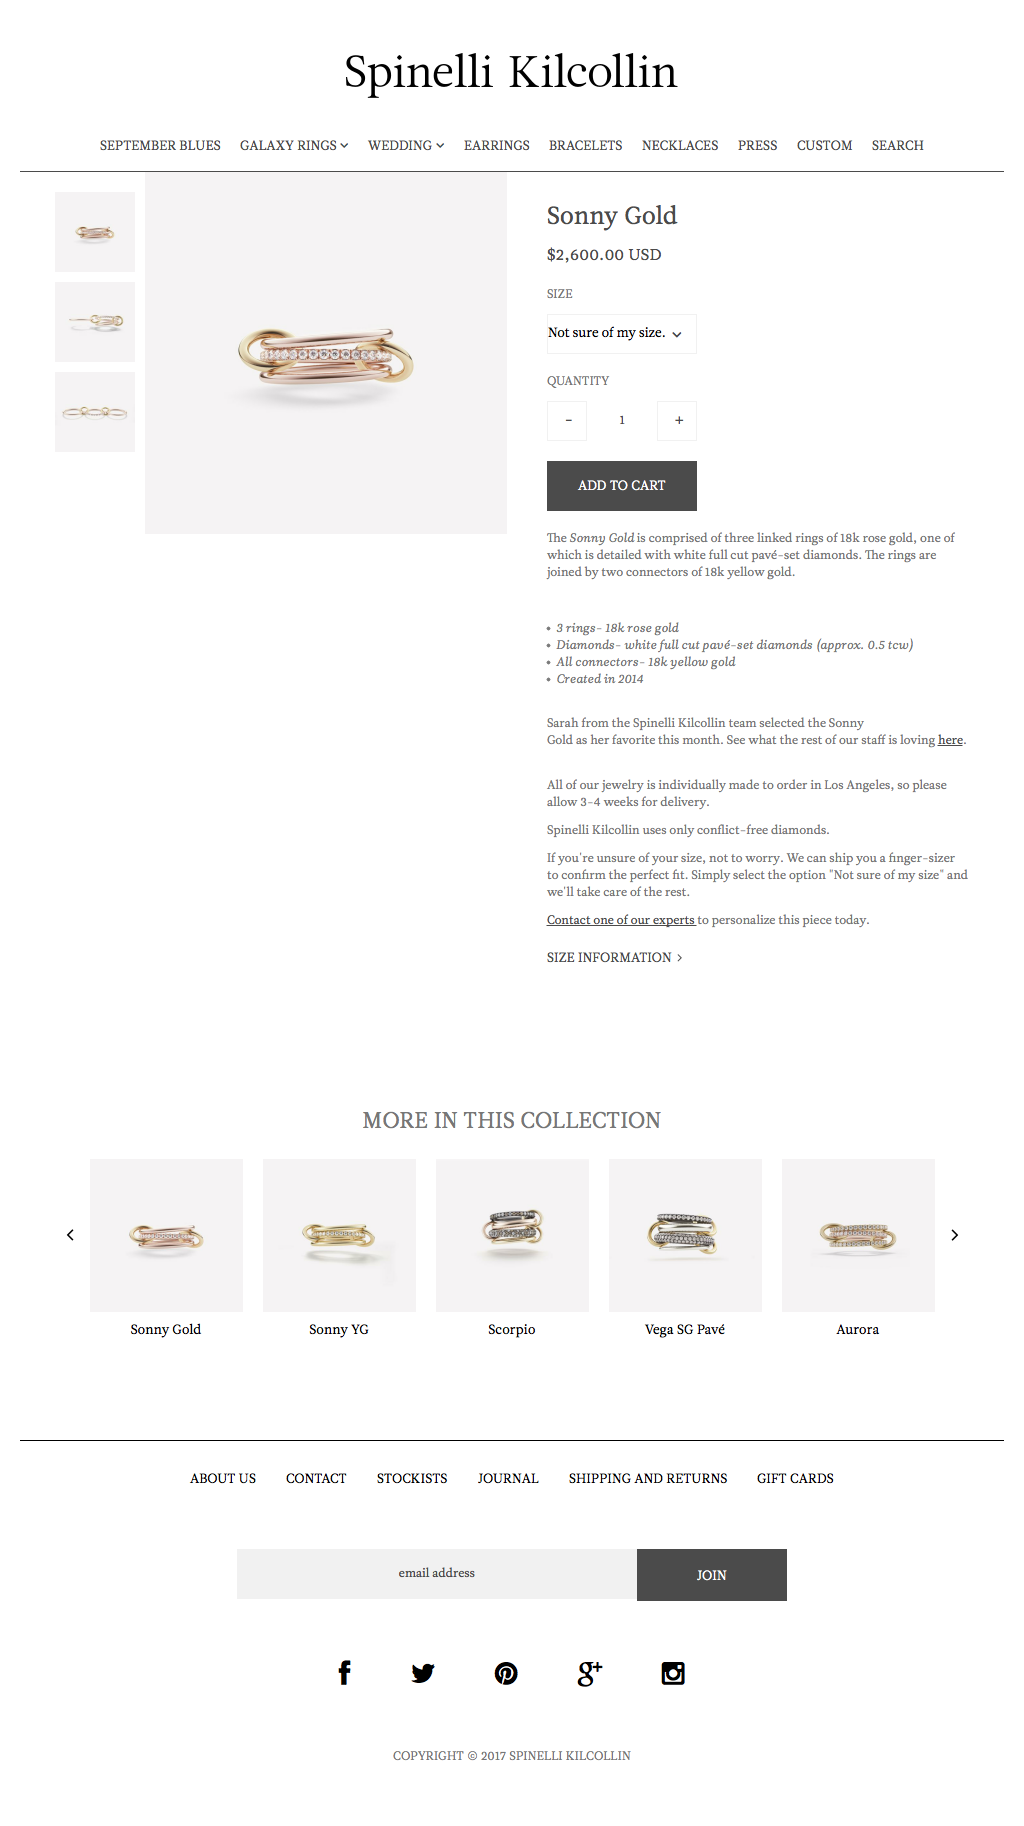 Spinelli Kilcollin
SEPTEMBER BLUES GALAXY RINGS WEDDING EARRINGS BRACELETS NECKLACES PRESS CUSTOM SEARCH
Sonny Gold
$2,600.00 USD
SIZE
Not sure of my size.
QUANTITY
- 1 +
ADD TO CART
The Sonny Gold is comprised of three linked rings of 18k rose gold, one of
which is detailed with white full cut pavé-set diamonds. The rings are
joined by two connectors of 18k yellow gold.
• 3 rings- 18k rose gold
• Diamonds- white full cut pavé-set diamonds (approx. 0.5 tcw)
• All connectors- 18k yellow gold
• Created in 2014
Sarah from the Spinelli Kilcollin team selected the Sonny
Gold as her favorite this month. See what the rest of our staff is loving here.
All of our jewelry is individually made to order in Los Angeles, so please
allow 3-4 weeks for delivery.
Spinelli Kilcollin uses only conflict-free diamonds.
If you're unsure of your size, not to worry. We can ship you a finger-sizer
to confirm the perfect fit. Simply select the option "Not sure of my size" and
we'll take care of the rest.
Contact one of our experts to personalize this piece today.
SIZE INFORMATION >
MORE IN THIS COLLECTION
Sonny Gold Sonny YG Scorpio Vega SG Pavé Aurora
ABOUT US CONTACT STOCKISTS JOURNAL SHIPPING AND RETURNS GIFT CARDS
email address JOIN
COPYRIGHT © 2017 SPINELLI KILCOLLIN